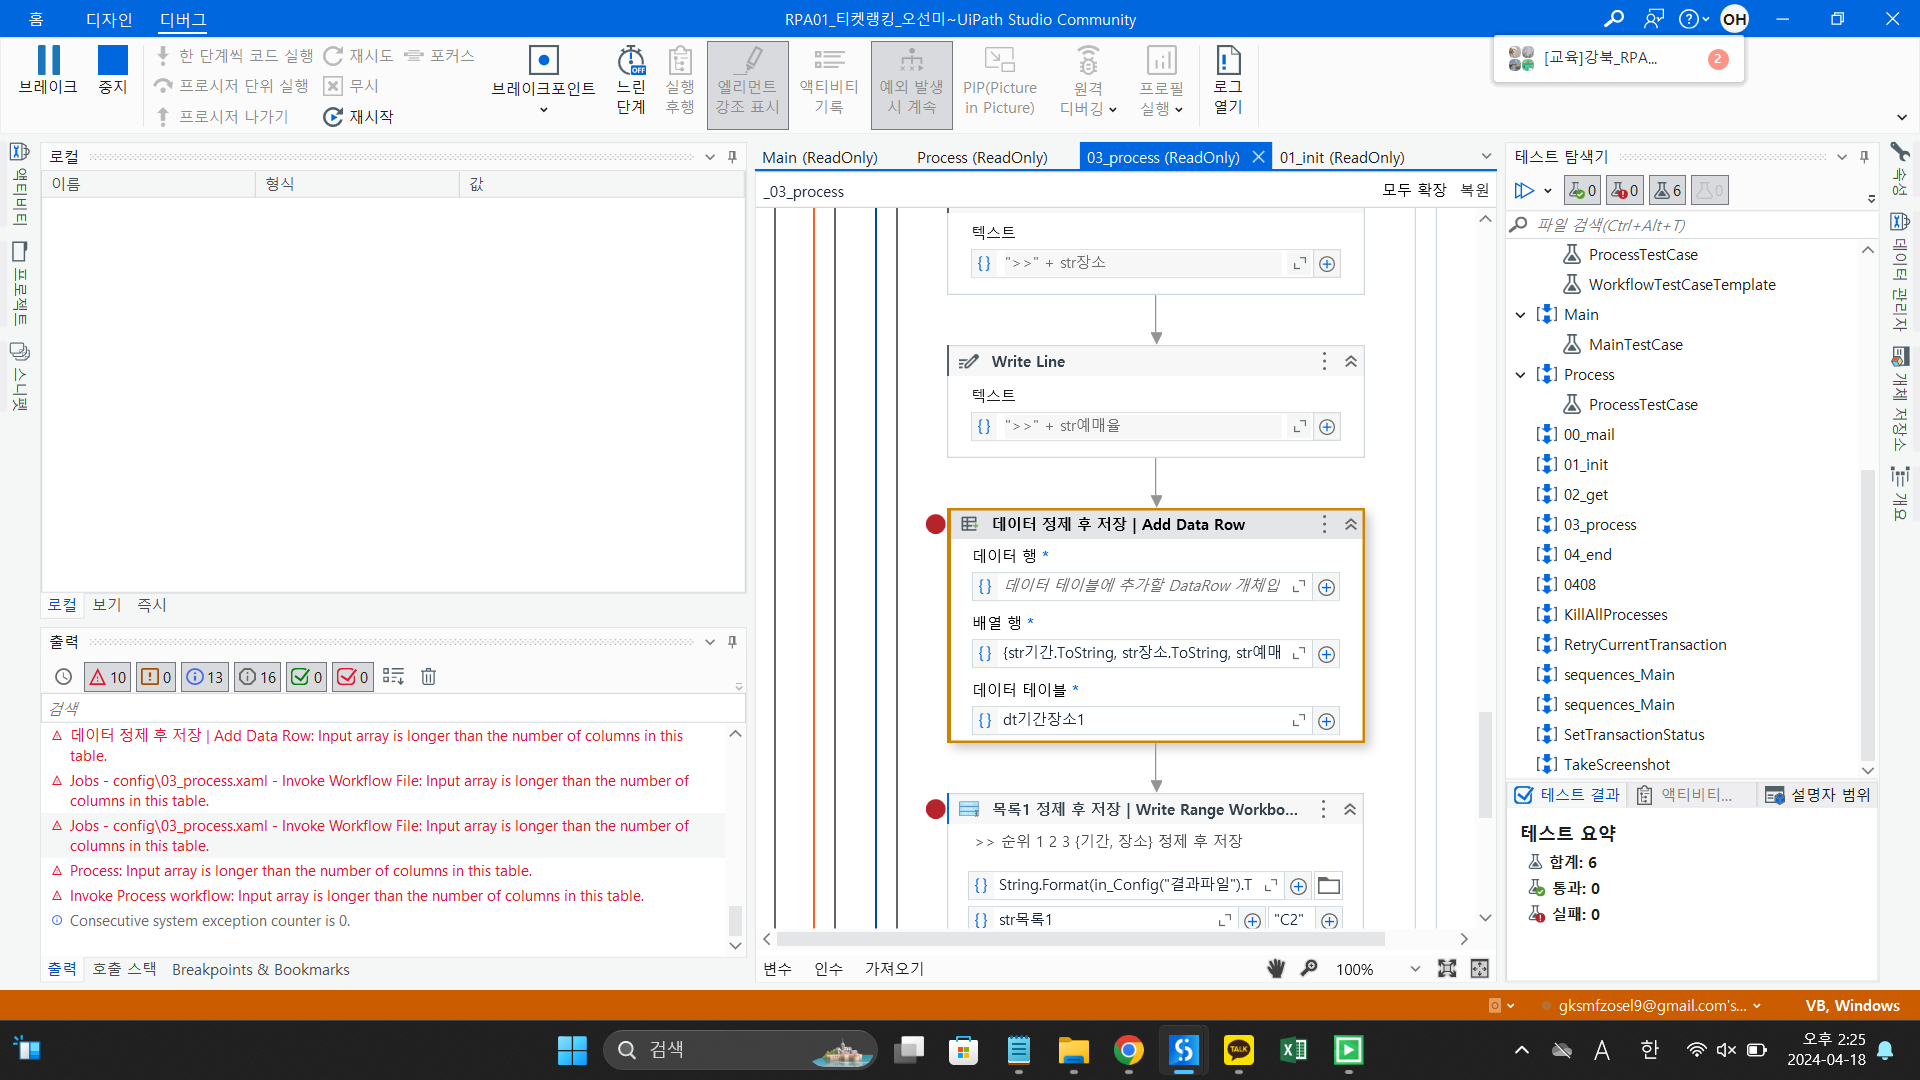 홈
디자인
디버그
RPA01_티켓랭킹_오선미~UiPath Studio Community
OH
[교육]강북_RPA...
2
브레이크
중지
한 단계씩 코드 실행
프로시저 단위 실행
프로시저 나가기
재시도
무시
재시작
포커스
브레이크포인트
OFF
느린
단계
실행
후행
엘리먼트
강조 표시
액티비티
기록
예외 발생
시 계속
PIP(Picture
in Picture)
원격
디버깅
프로필
실행
로그
열기
액티비티
프로젝트
스니펫
로컬
이름
형식
값
로컬
보기
즉시
출력
10
0
13
16
0
0
검색
데이터 정제 후 저장 | Add Data Row: Input array is longer than the number of columns in this
table.
Jobs - config\03_process.xaml - Invoke Workflow File: Input array is longer than the number of
columns in this table.
Jobs - config\03_process.xaml - Invoke Workflow File: Input array is longer than the number of
columns in this table.
Process: Input array is longer than the number of columns in this table.
Invoke Process workflow: Input array is longer than the number of columns in this table.
Consecutive system exception counter is 0.
출력
호출 스택
Breakpoints & Bookmarks
Main (ReadOnly)
Process (ReadOnly)
03_process (ReadOnly)
01_init (ReadOnly)
_03_process
모두 확장
복원
텍스트
">>" + str장소
Write Line
텍스트
">>" + str예매율
데이터 정제 후 저장 | Add Data Row
데이터 행 *
데이터 테이블에 추가할 DataRow 개체입
배열 행 *
{str기간.ToString, str장소.ToString, str예매
데이터 테이블 *
dt기간장소1
목록1 정제 후 저장 | Write Range Workbo...
>> 순위 1 2 3 {기간, 장소} 정제 후 저장
String.Format(in_Config("결과파일").T
str목록1
"C2"
변수
인수
가져오기
100%
테스트 탐색기
0
0
6
0
파일 검색(Ctrl+Alt+T)
ProcessTestCase
WorkflowTestCaseTemplate
Main
MainTestCase
Process
ProcessTestCase
00_mail
01_init
02_get
03_process
04_end
0408
KillAllProcesses
RetryCurrentTransaction
sequences_Main
sequences_Main
SetTransactionStatus
TakeScreenshot
테스트 결과
액티비티...
설명자 범위
테스트 요약
합계: 6
통과: 0
실패: 0
속성
데이터 관리자
개체 저장소
개요
gksmfzosel9@gmail.com's...
VB, Windows
검색
TALK
A
한
오후 2:25
2024-04-18